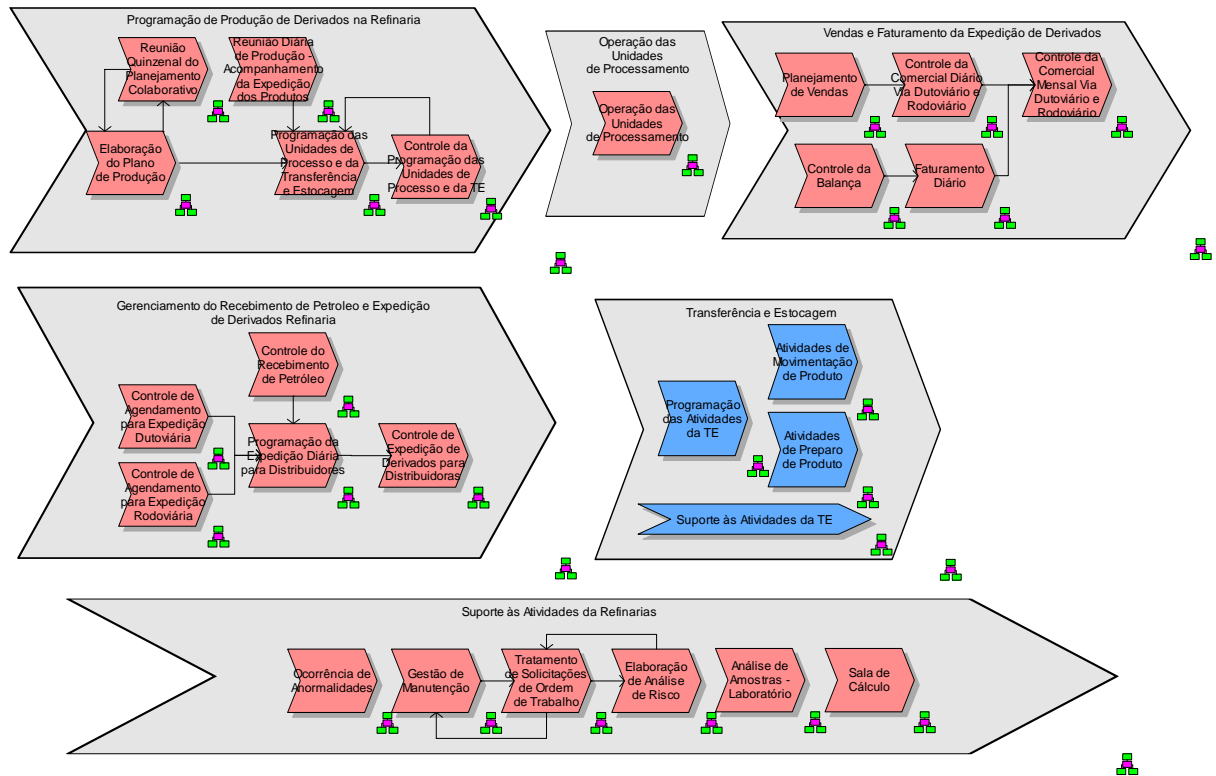 Programação de Produção de Derivados na Refinaria
Reunião
Quinzenal do
Planejamento
Colaborativo
Reunião Diária
de Produção -
Acompanhamento
da Expedição
dos Produtos
Elaboração
do Plano
de Produção
Programação das
Unidades de
Processo e da
Transferência
e Estocagem
Controle da
Programação das
Unidades de
Processo e da TE
Operação das
Unidades
de Processamento
Operação das
Unidades
de Processamento
Vendas e Faturamento da Expedição de Derivados
Planejamento
de Vendas
Controle da
Comercial Diário
Via Dutoviário e
Rodoviário
Controle da
Comercial
Mensal Via
Dutoviário e
Rodoviário
Controle da
Balança
Faturamento
Diário
Gerenciamento do Recebimento de Petroleo e Expedição
de Derivados Refinaria
Controle do
Recebimento
de Petróleo
Controle de
Agendamento
para Expedição
Dutoviária
Programação da
Expedição Diária
para Distribuidores
Controle de
Expedição de
Derivados para
Distribuidoras
Controle de
Agendamento
para Expedição
Rodoviária
Transferência e Estocagem
Atividades de
Movimentação
de Produto
Programação
das Atividades
da TE
Atividades
de Preparo
de Produto
Suporte às Atividades da TE
Suporte às Atividades da Refinarias
Ocorrência de
Anormalidades
Gestão de
Manutenção
Tratamento
de Solicitações
de Ordem
de Trabalho
Elaboração
de Análise
de Risco
Análise de
Amostras -
Laboratório
Sala de
Cálculo